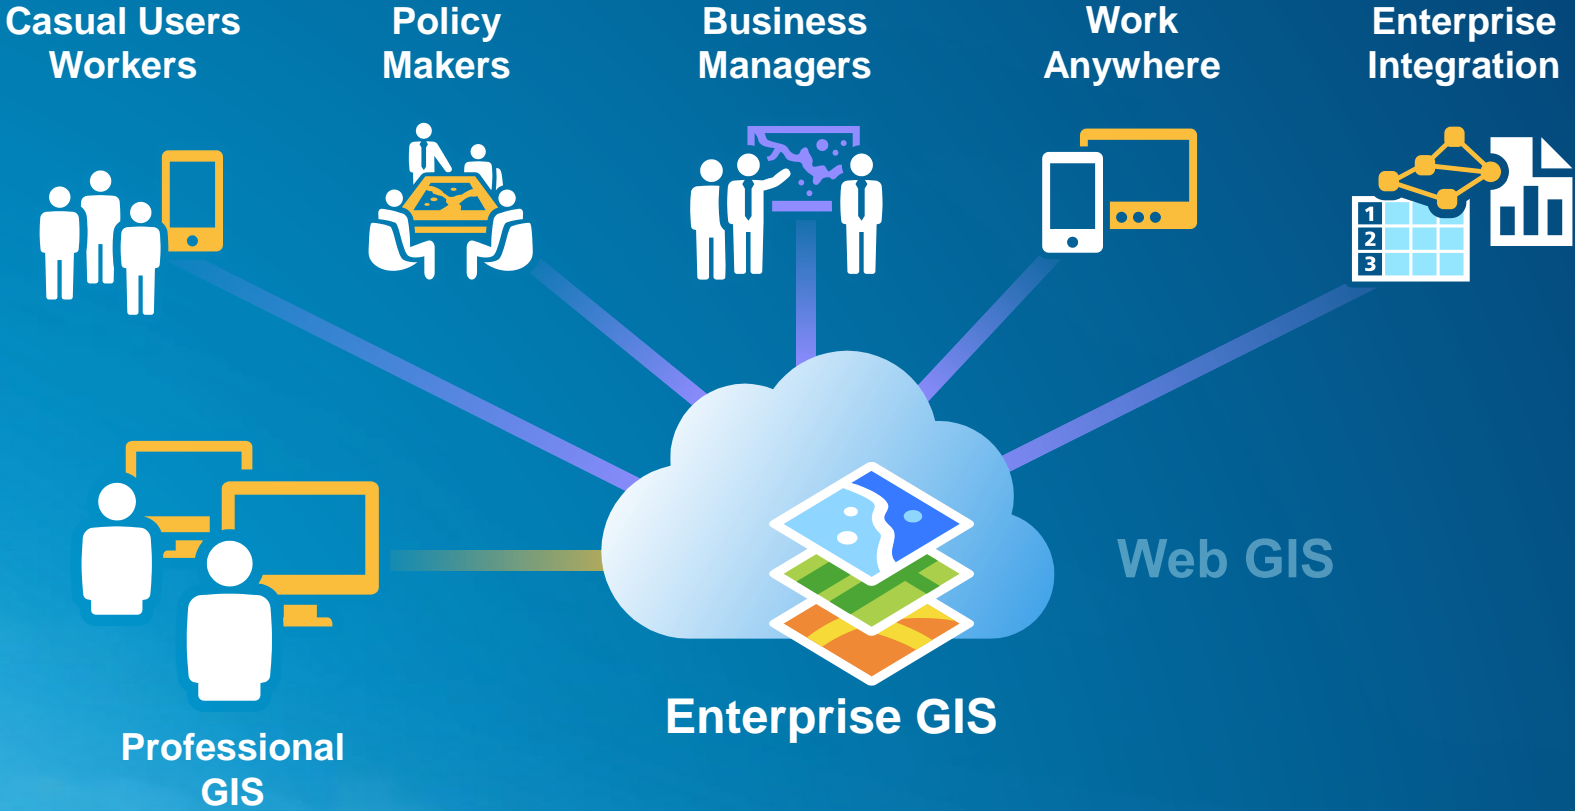 Casual Users
Workers
Policy
Makers
Business
Managers
Work
Anywhere
Enterprise
Integration
1
2
3
Web GIS
Enterprise GIS
Professional
GIS